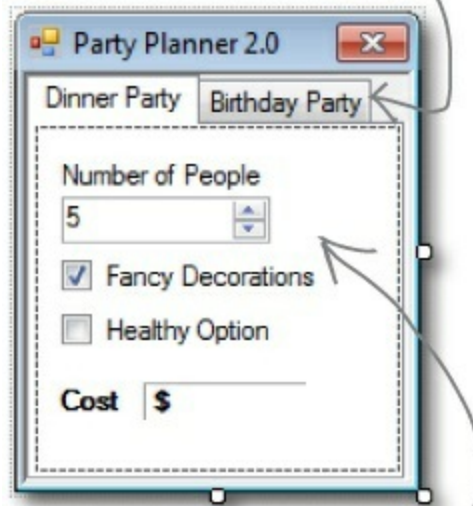 Party Planner 2.0
Dinner Party Birthday Party
Number of People
5
Fancy Decorations
Healthy Option
Cost $